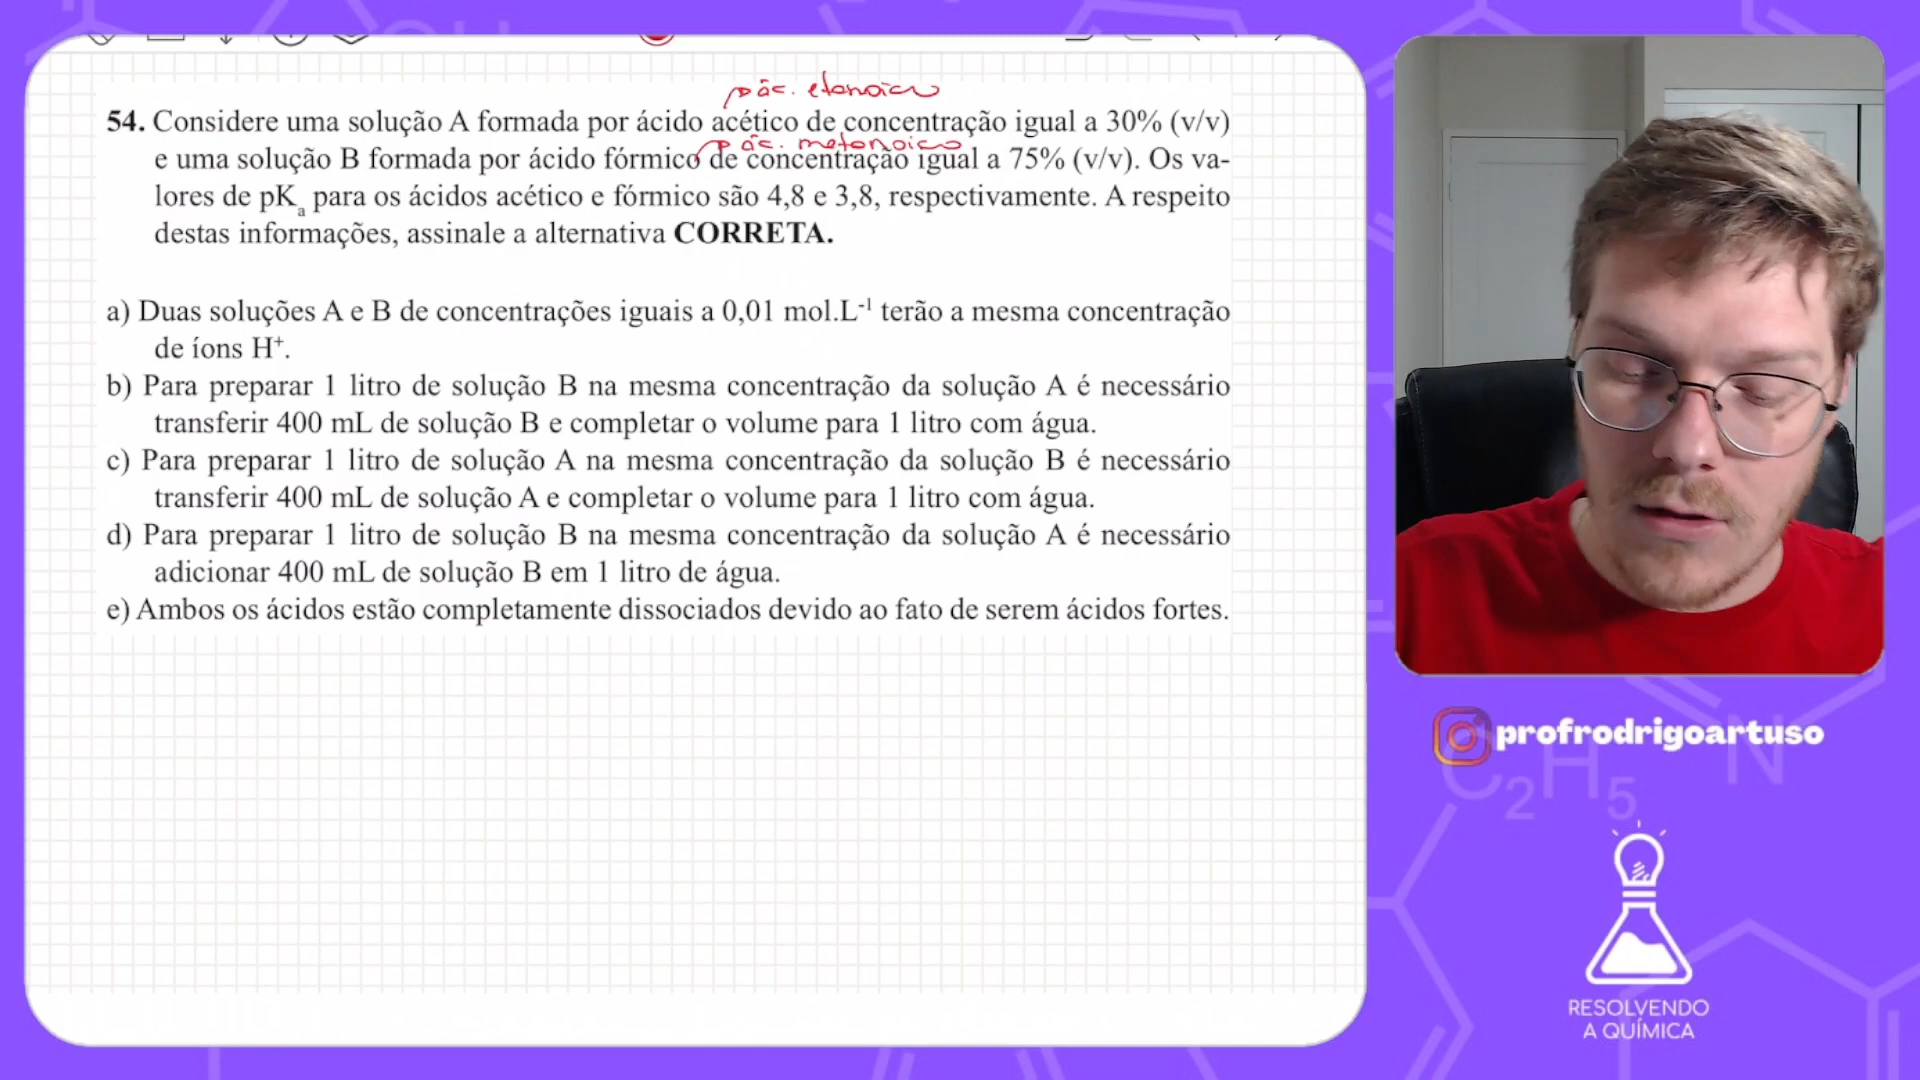 → ác. etanoico
54. Considere uma solução A formada por ácido acético de concentração igual a 30% (v/v)
→ ác. metanoico
e uma solução B formada por ácido fórmico de concentração igual a 75% (v/v). Os va-
lores de pKa para os ácidos acético e fórmico são 4,8 e 3,8, respectivamente. A respeito
destas informações, assinale a alternativa CORRETA.
a) Duas soluções A e B de concentrações iguais a 0,01 mol.L-¹ terão a mesma concentração
de íons H⁺.
b) Para preparar 1 litro de solução B na mesma concentração da solução A é necessário
transferir 400 mL de solução B e completar o volume para 1 litro com água.
c) Para preparar 1 litro de solução A na mesma concentração da solução B é necessário
transferir 400 mL de solução A e completar o volume para 1 litro com água.
d) Para preparar 1 litro de solução B na mesma concentração da solução A é necessário
adicionar 400 mL de solução B em 1 litro de água.
e) Ambos os ácidos estão completamente dissociados devido ao fato de serem ácidos fortes.
profrodrigoartuso
C₂H₅
N
RESOLVENDO
A QUÍMICA